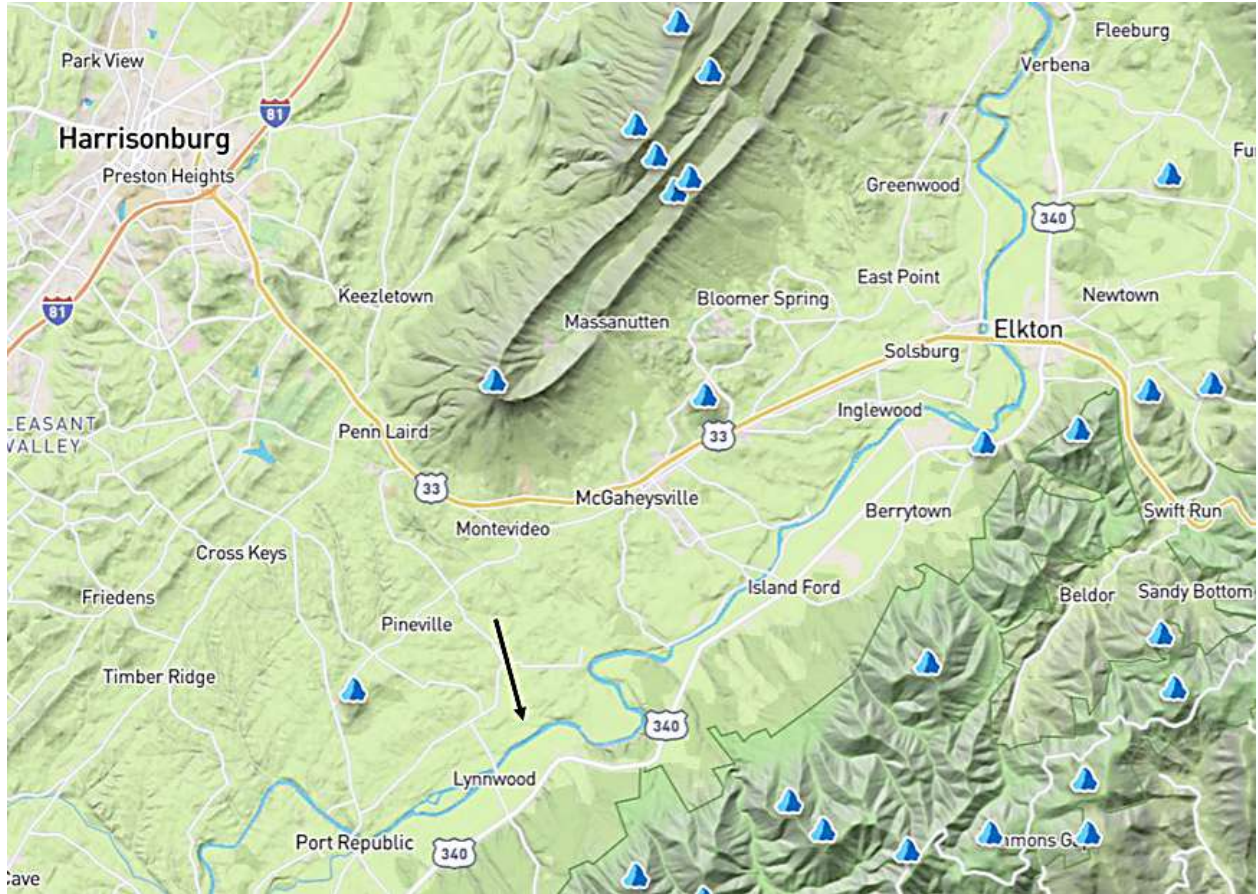 Fleeburg
Park View
Verbena
81
Harrisonburg
Preston Heights
Greenwood
340
East Point
Keezletown
Bloomer Spring
Newtown
81
Massanutten
Elkton
Solsburg
Inglewood
LEASANT
VALLEY
Penn Laird
33
33
McGaheysville
Montevideo
Berrytown
Swift Run
Cross Keys
Island Ford
Beldor
Sandy Bottom
Friedens
Pineville
Timber Ridge
340
Lynnwood
Port Republic
340